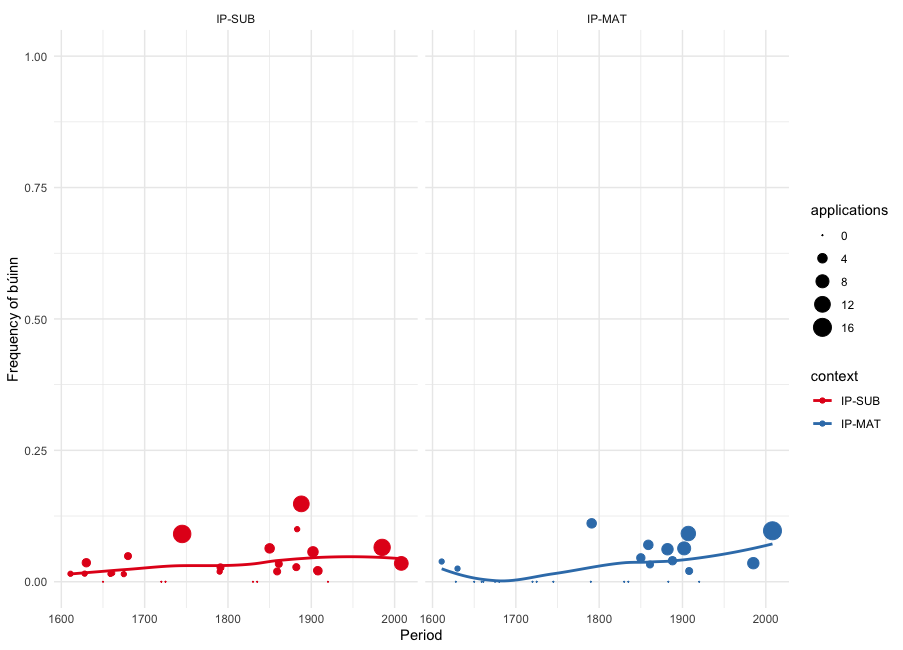 IP-SUB
IP-MAT
1.00
0.75
0.50
0.25
0.00
Frequency of búinn
1600 1700 1800 1900 2000
1600 1700 1800 1900 2000
Period
applications
0
4
8
12
16
context
IP-SUB
IP-MAT